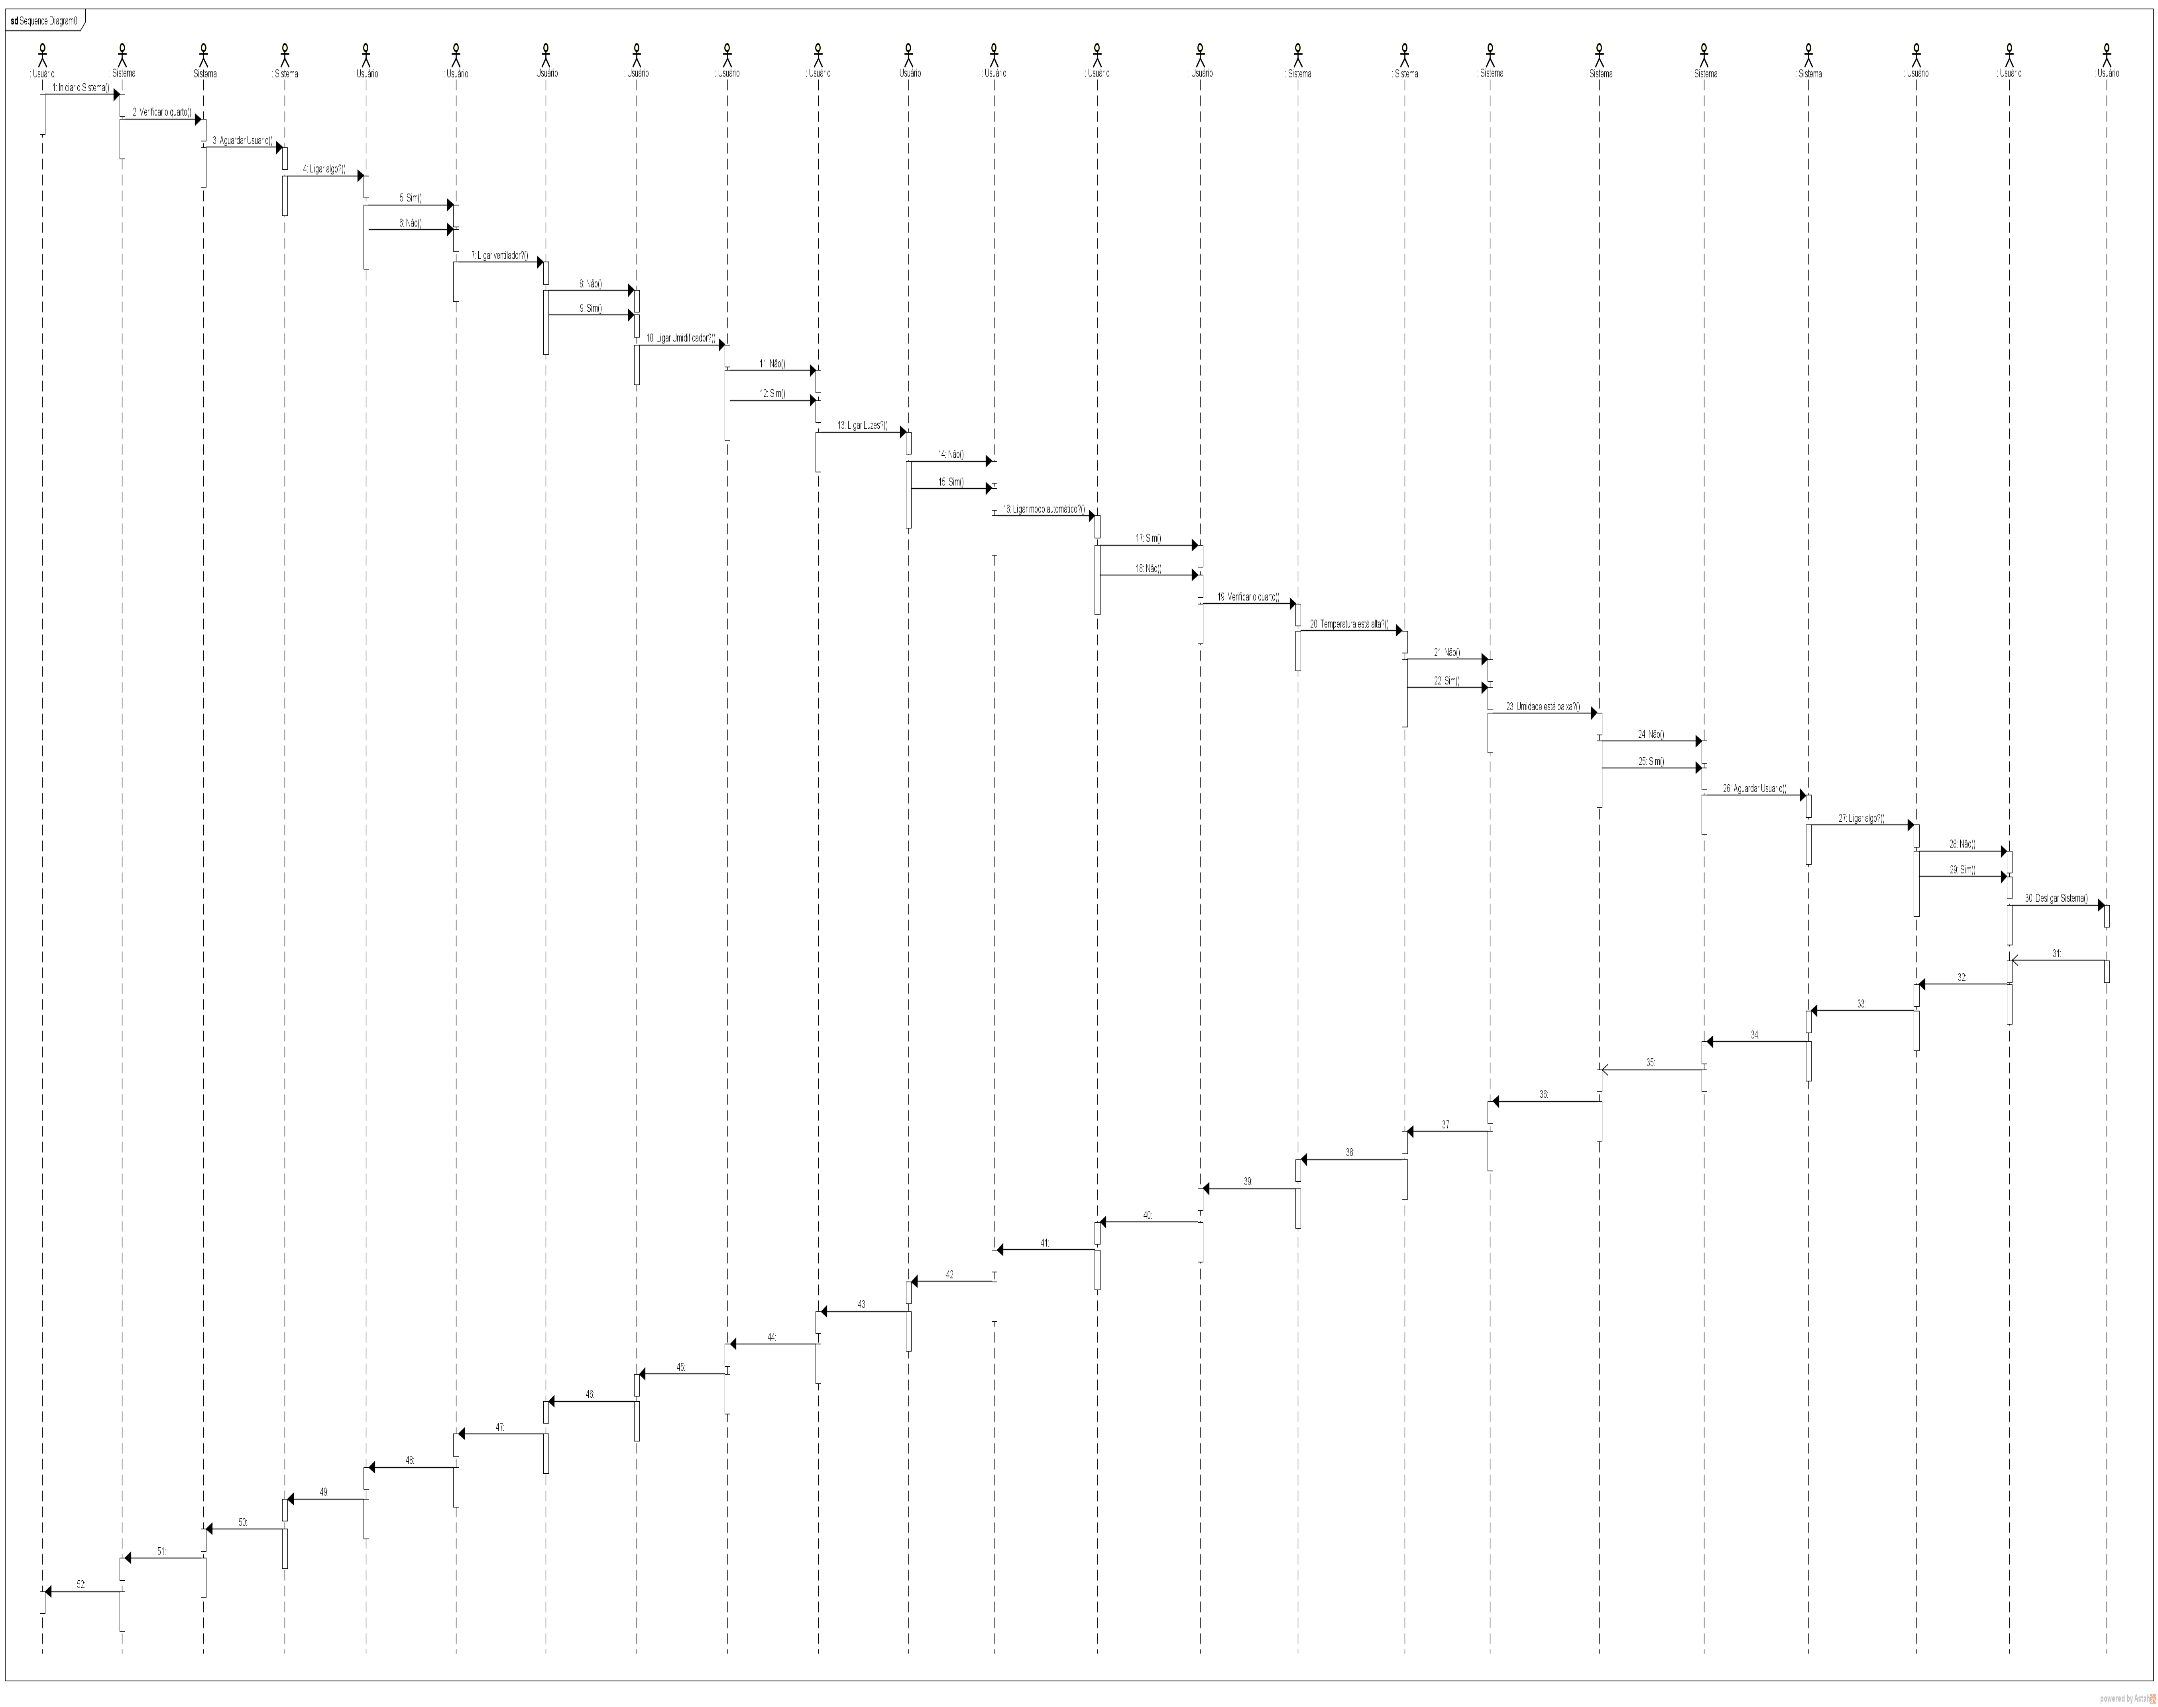 sd Sequence Diagram0
: Usuário
: Sistema
: Sistema
: Sistema
: Usuário
: Usuário
: Usuário
: Usuário
: Usuário
: Usuário
: Usuário
: Usuário
: Usuário
: Usuário
: Sistema
: Sistema
: Sistema
: Sistema
: Sistema
: Sistema
: Usuário
: Usuário
: Usuário
1: Iniciar o Sistema()
2: Verificar o quarto()
3: Aguardar Usuario()
4: Ligar algo?()
5: Sim()
6: Não()
7: Ligar ventilador?()
8: Não()
9: Sim()
10: Ligar Umidificador?()
11: Não()
12: Sim()
13: Ligar Luzes?()
14: Não()
15: Sim()
16: Ligar modo automático?()
17: Sim()
18: Não()
19: Verificar o quarto()
20: Temperatura está alta?()
21: Não()
22: Sim()
23: Umidade está baixa?()
24: Não()
25: Sim()
26: Aguardar Usuario()
27: Ligar algo?()
28: Não()
29: Sim()
30: Desligar Sistema()
31:
32:
33:
34:
35:
36:
37:
38:
39:
40:
41:
42:
43:
44:
45:
46:
47:
48:
49:
50:
51:
52:
powered by Astah